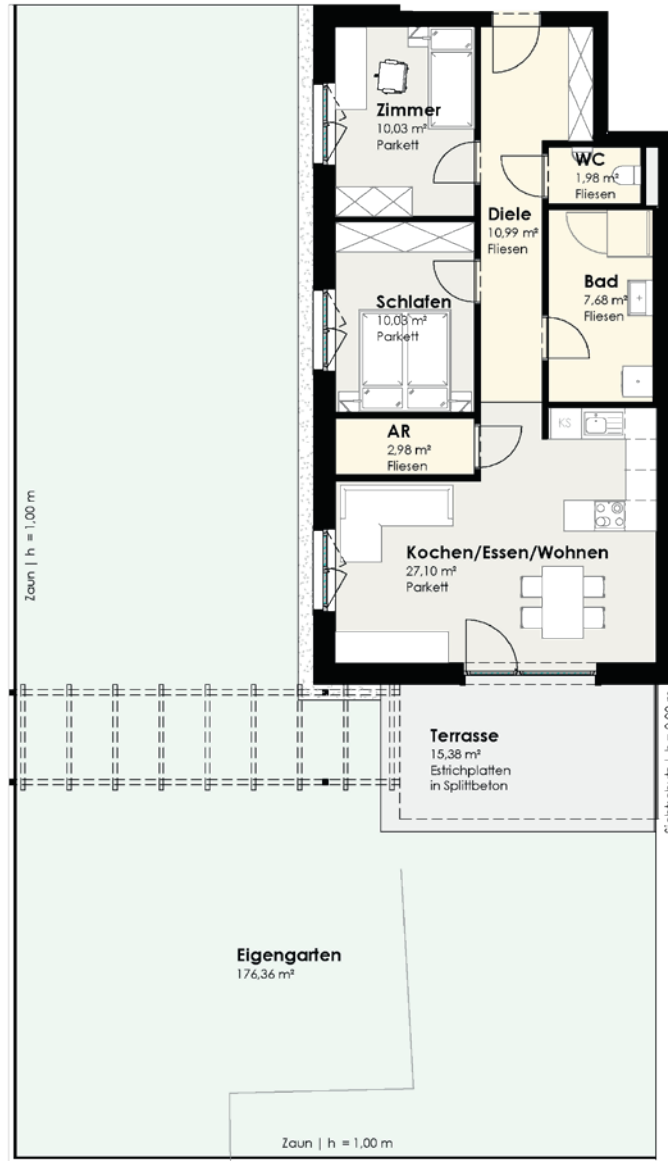 Zimmer
10,03 m²
Parkett
WC
1,98 m²
Fliesen
Diele
10,99 m²
Fliesen
Bad
7,68 m²
Fliesen
Schlafen
10,03 m²
Parkett
AR
2,98 m²
Fliesen
KS
Kochen/Essen/Wohnen
27,10 m²
Parkett
Zaun | h = 1,00 m
Terrasse
15,38 m²
Estrichplatten
in Splittbeton
Eigengarten
176,36 m²
Zaun | h = 1,00 m